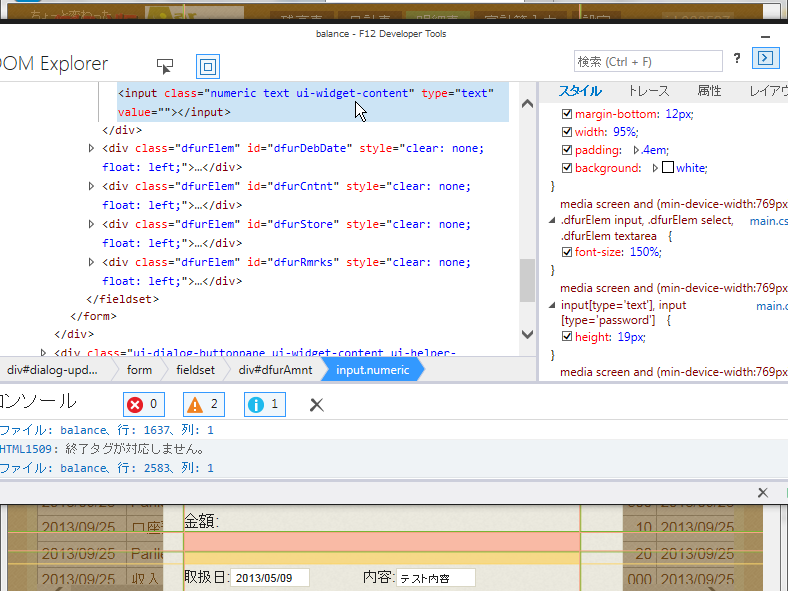 ちょっと変わった
balance - F12 Developer Tools
DOM Explorer
検索 (Ctrl + F)
?
<input class="numeric text ui-widget-content" type="text"
value=""></input>
</div>
<div class="dfurElem" id="dfurDebDate" style="clear: none;
float: left;">…</div>
<div class="dfurElem" id="dfurCntnt" style="clear: none;
float: left;">…</div>
<div class="dfurElem" id="dfurStore" style="clear: none;
float: left;">…</div>
<div class="dfurElem" id="dfurRmrks" style="clear: none;
float: left;">…</div>
</fieldset>
</form>
</div>
<div class="ui-dialog-buttonpane ui-widget-content ui-helper-
スタイル トレース 属性 レイアウ
margin-bottom: 12px;
width: 95%;
padding: .4em;
background: white;
}
media screen and (min-device-width:769px
.dfurElem input, .dfurElem select, main.cs
.dfurElem textarea {
font-size: 150%;
}
media screen and (min-device-width:769px
input[type='text'], input main.c
[type='password'] {
height: 19px;
}
media screen and (min-device-width:769px
div#dialog-upd... form fieldset div#dfurAmnt input.numeric
コンソール 0 2 1
ファイル: balance、行: 1637、列: 1
HTML1509: 終了タグが対応しません。
ファイル: balance、行: 2583、列: 1
金額:
2013/09/25 口座 10 2013/09/25
2013/09/25 Panic 20 2013/09/25
2013/09/25 収入 取扱日: 2013/05/09 内容: テスト内容 000 2013/09/25